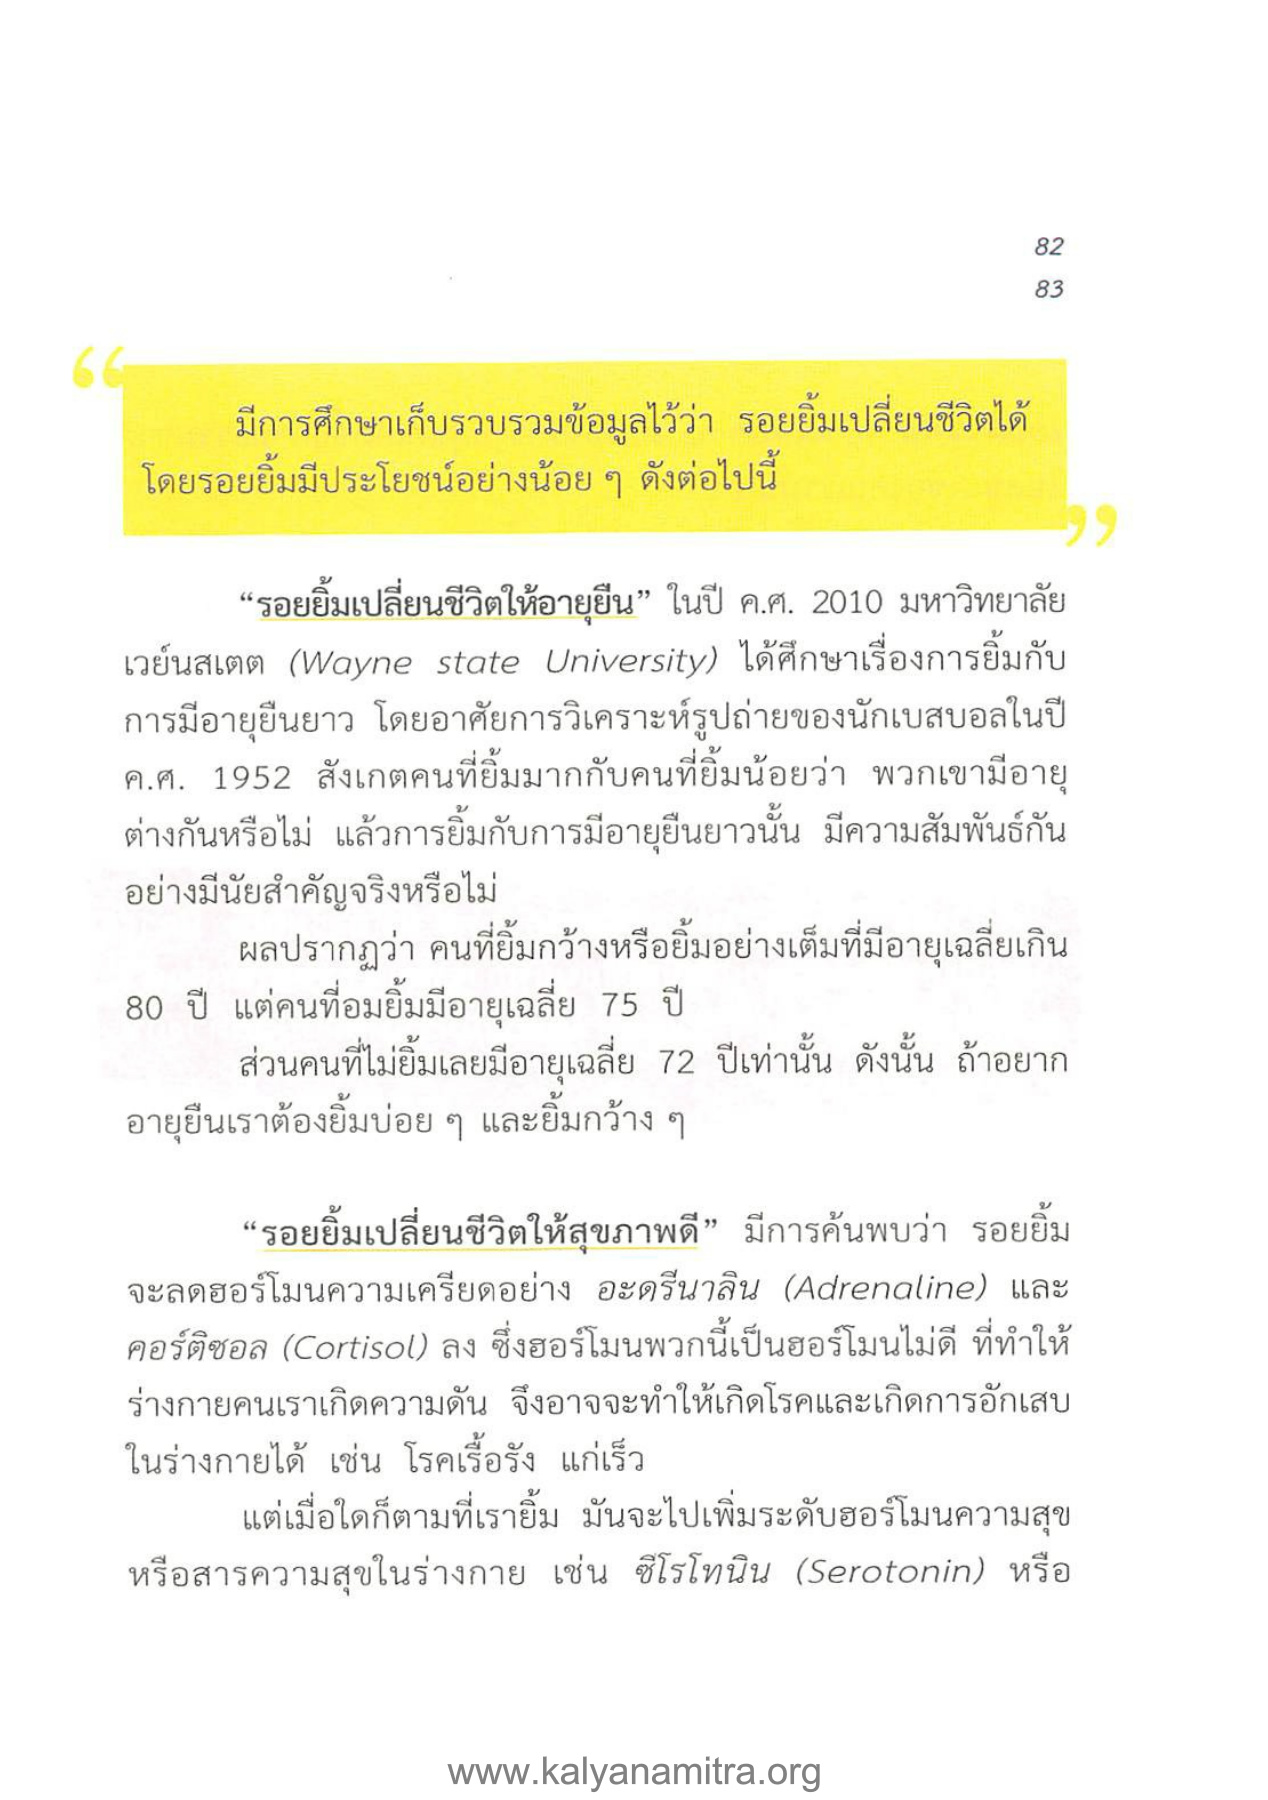 82
83
“
มีการศึกษาเก็บรวบรวมข้อมูลไว้ว่า รอยยิ้มเปลี่ยนชีวิตได้
โดยรอยยิ้มมีประโยชน์อย่างน้อย ๆ ดังต่อไปนี้
”
“รอยยิ้มเปลี่ยนชีวิตให้อายุยืน” ในปี ค.ศ. 2010 มหาวิทยาลัย
เวย์นสเตต (Wayne state University) ได้ศึกษาเรื่องการยิ้มกับ
การมีอายุยืนยาว โดยอาศัยการวิเคราะห์รูปถ่ายของนักเบสบอลในปี
ค.ศ. 1952 สังเกตคนที่ยิ้มมากกับคนที่ยิ้มน้อยว่า พวกเขามีอายุ
ต่างกันหรือไม่ แล้วการยิ้มกับการมีอายุยืนยาวนั้น มีความสัมพันธ์กัน
อย่างมีนัยสำคัญจริงหรือไม่
ผลปรากฏว่า คนที่ยิ้มกว้างหรือยิ้มอย่างเต็มที่มีอายุเฉลี่ยเกิน
80 ปี แต่คนที่อมยิ้มมีอายุเฉลี่ย 75 ปี
ส่วนคนที่ไม่ยิ้มเลยมีอายุเฉลี่ย 72 ปีเท่านั้น ดังนั้น ถ้าอยาก
อายุยืนเราต้องยิ้มบ่อย ๆ และยิ้มกว้าง ๆ
“รอยยิ้มเปลี่ยนชีวิตให้สุขภาพดี” มีการค้นพบว่า รอยยิ้ม
จะลดฮอร์โมนความเครียดอย่าง อะดรีนาลิน (Adrenaline) และ
คอร์ติซอล (Cortisol) ลง ซึ่งฮอร์โมนพวกนี้เป็นฮอร์โมนไม่ดี ที่ทำให้
ร่างกายคนเราเกิดความดัน จึงอาจจะทำให้เกิดโรคและเกิดการอักเสบ
ในร่างกายได้ เช่น โรคเรื้อรัง แก่เร็ว
แต่เมื่อใดก็ตามที่เรายิ้ม มันจะไปเพิ่มระดับฮอร์โมนความสุข
หรือสารความสุขในร่างกาย เช่น ซีโรโทนิน (Serotonin) หรือ
www.kalyanamitra.org